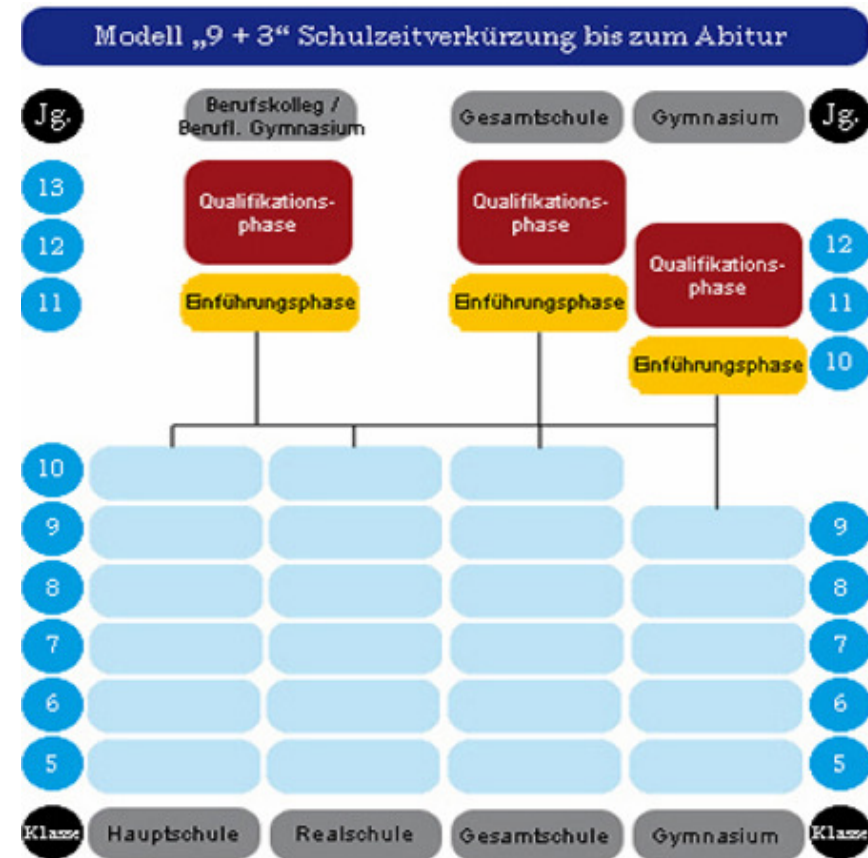 Modell „9 + 3“ Schulzeitverkürzung bis zum Abitur
Jg.
Berufskolleg /
Berufl. Gymnasium
Gesamtschule
Gymnasium
Jg.
13
Qualifikations-
phase
Qualifikations-
phase
12
Qualifikations-
phase
12
11
Einführungsphase
Einführungsphase
11
Einführungsphase
10
10
9
9
8
8
7
7
6
6
5
5
Klasse
Hauptschule
Realschule
Gesamtschule
Gymnasium
Klasse